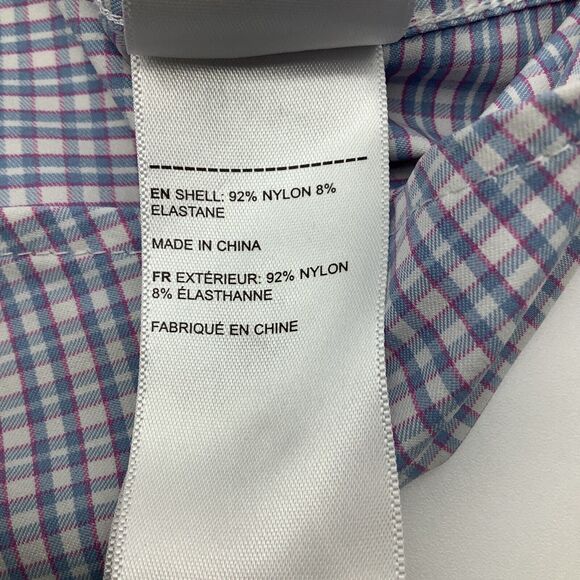 EN SHELL: 92% NYLON 8%
ELASTANE
MADE IN CHINA
FR EXTÉRIEUR: 92% NYLON
8% ÉLASTHANNE
FABRIQUÉ EN CHINE